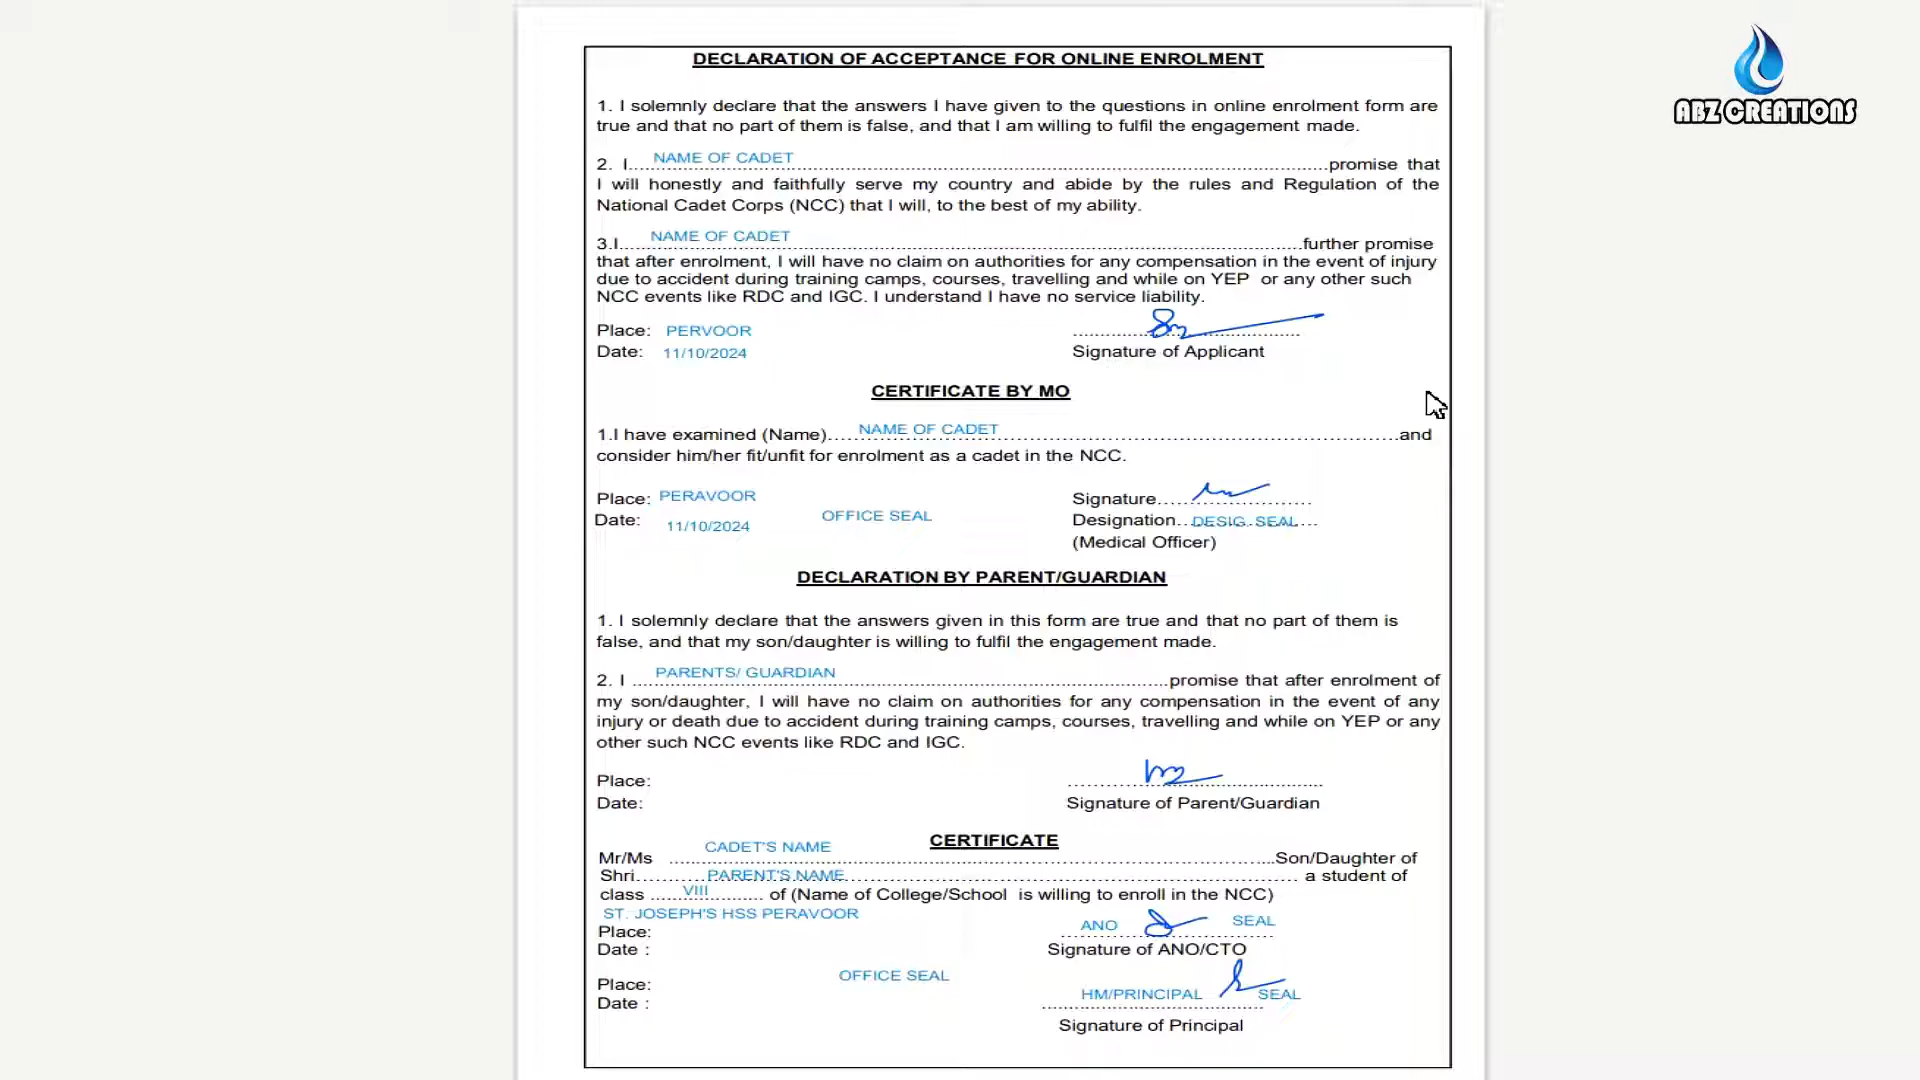 ABZ CREATIONS
DECLARATION OF ACCEPTANCE FOR ONLINE ENROLMENT
1. I solemnly declare that the answers I have given to the questions in online enrolment form are
true and that no part of them is false, and that I am willing to fulfil the engagement made.
2. I....NAME OF CADET....promise that
I will honestly and faithfully serve my country and abide by the rules and Regulation of the
National Cadet Corps (NCC) that I will, to the best of my ability.
3.I....NAME OF CADET....further promise
that after enrolment, I will have no claim on authorities for any compensation in the event of injury
due to accident during training camps, courses, travelling and while on YEP or any other such
NCC events like RDC and IGC. I understand I have no service liability.
Place: PERVOOR
Date: 11/10/2024 Signature of Applicant
CERTIFICATE BY MO
1.I have examined (Name)....NAME OF CADET....and
consider him/her fit/unfit for enrolment as a cadet in the NCC.
Place: PERAVOOR Signature....
Date: 11/10/2024 OFFICE SEAL Designation...DESIG. SEAL...
(Medical Officer)
DECLARATION BY PARENT/GUARDIAN
1. I solemnly declare that the answers given in this form are true and that no part of them is
false, and that my son/daughter is willing to fulfil the engagement made.
2. I ....PARENTS/ GUARDIAN....promise that after enrolment of
my son/daughter, I will have no claim on authorities for any compensation in the event of any
injury or death due to accident during training camps, courses, travelling and while on YEP or any
other such NCC events like RDC and IGC.
Place:
Date: Signature of Parent/Guardian
CERTIFICATE
Mr/Ms ....CADET'S NAME....Son/Daughter of
Shri....PARENT'S NAME.... a student of
class ....VIII.... of (Name of College/School is willing to enroll in the NCC)
ST. JOSEPH'S HSS PERAVOOR
Place: ANO SEAL
Date : Signature of ANO/CTO
Place: OFFICE SEAL
Date : HM/PRINCIPAL SEAL
Signature of Principal